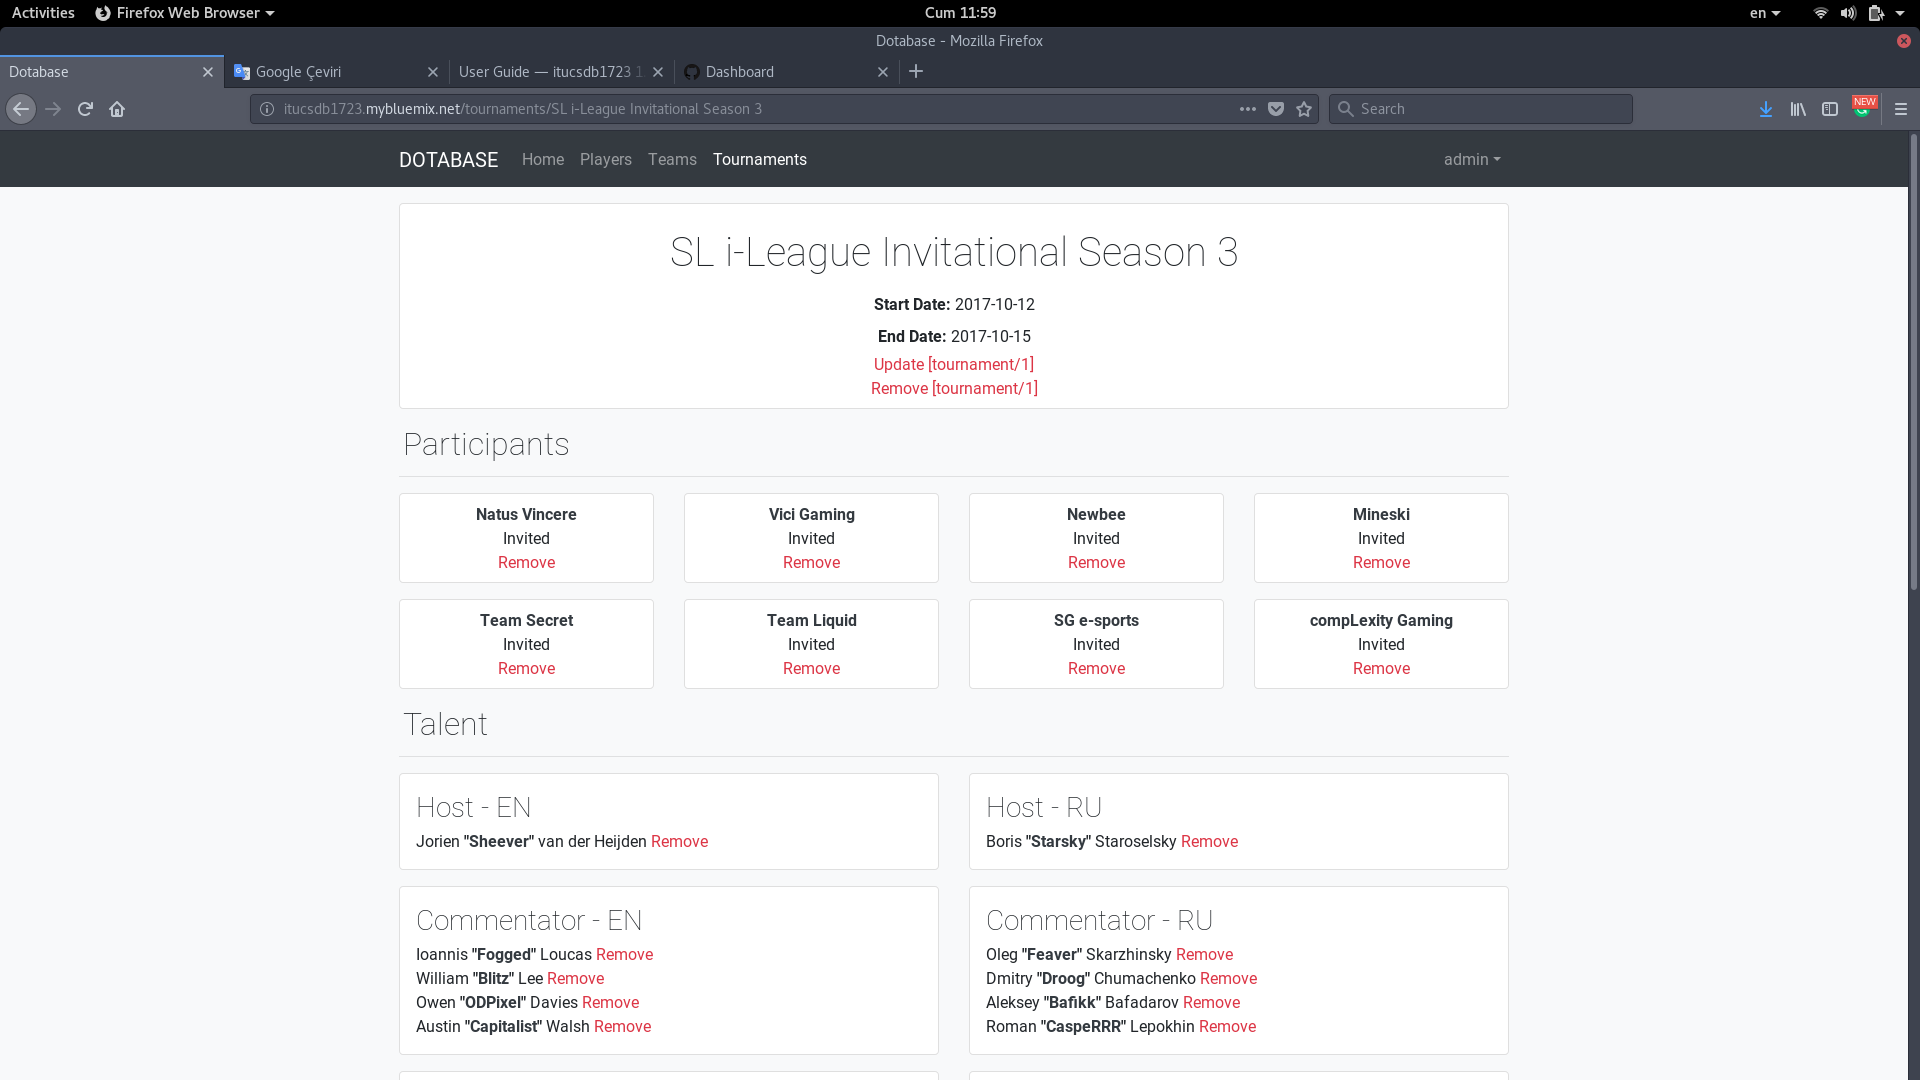 Activities Firefox Web Browser Cum 11:59 en
Dotabase - Mozilla Firefox
Dotabase Google Çeviri User Guide — itucsdb1723 1 Dashboard
itucsdb1723.mybluemix.net/tournaments/SL i-League Invitational Season 3 Search NEW
DOTABASE Home Players Teams Tournaments admin
SL i-League Invitational Season 3
Start Date: 2017-10-12
End Date: 2017-10-15
Update [tournament/1]
Remove [tournament/1]
Participants
Natus Vincere
Invited
Remove
Vici Gaming
Invited
Remove
Newbee
Invited
Remove
Mineski
Invited
Remove
Team Secret
Invited
Remove
Team Liquid
Invited
Remove
SG e-sports
Invited
Remove
compLexity Gaming
Invited
Remove
Talent
Host - EN
Jorien "Sheever" van der Heijden Remove
Host - RU
Boris "Starsky" Staroselsky Remove
Commentator - EN
Ioannis "Fogged" Loucas Remove
William "Blitz" Lee Remove
Owen "ODPixel" Davies Remove
Austin "Capitalist" Walsh Remove
Commentator - RU
Oleg "Feaver" Skarzhinsky Remove
Dmitry "Droog" Chumachenko Remove
Aleksey "Bafikk" Bafadarov Remove
Roman "CaspeRRR" Lepokhin Remove